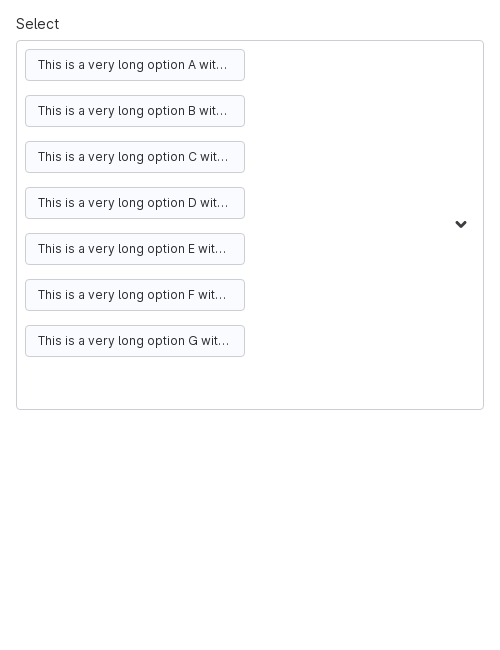 Select
This is a very long option A wit...
This is a very long option B wit...
This is a very long option C wit...
This is a very long option D wit...
This is a very long option E wit...
This is a very long option F wit...
This is a very long option G wit...